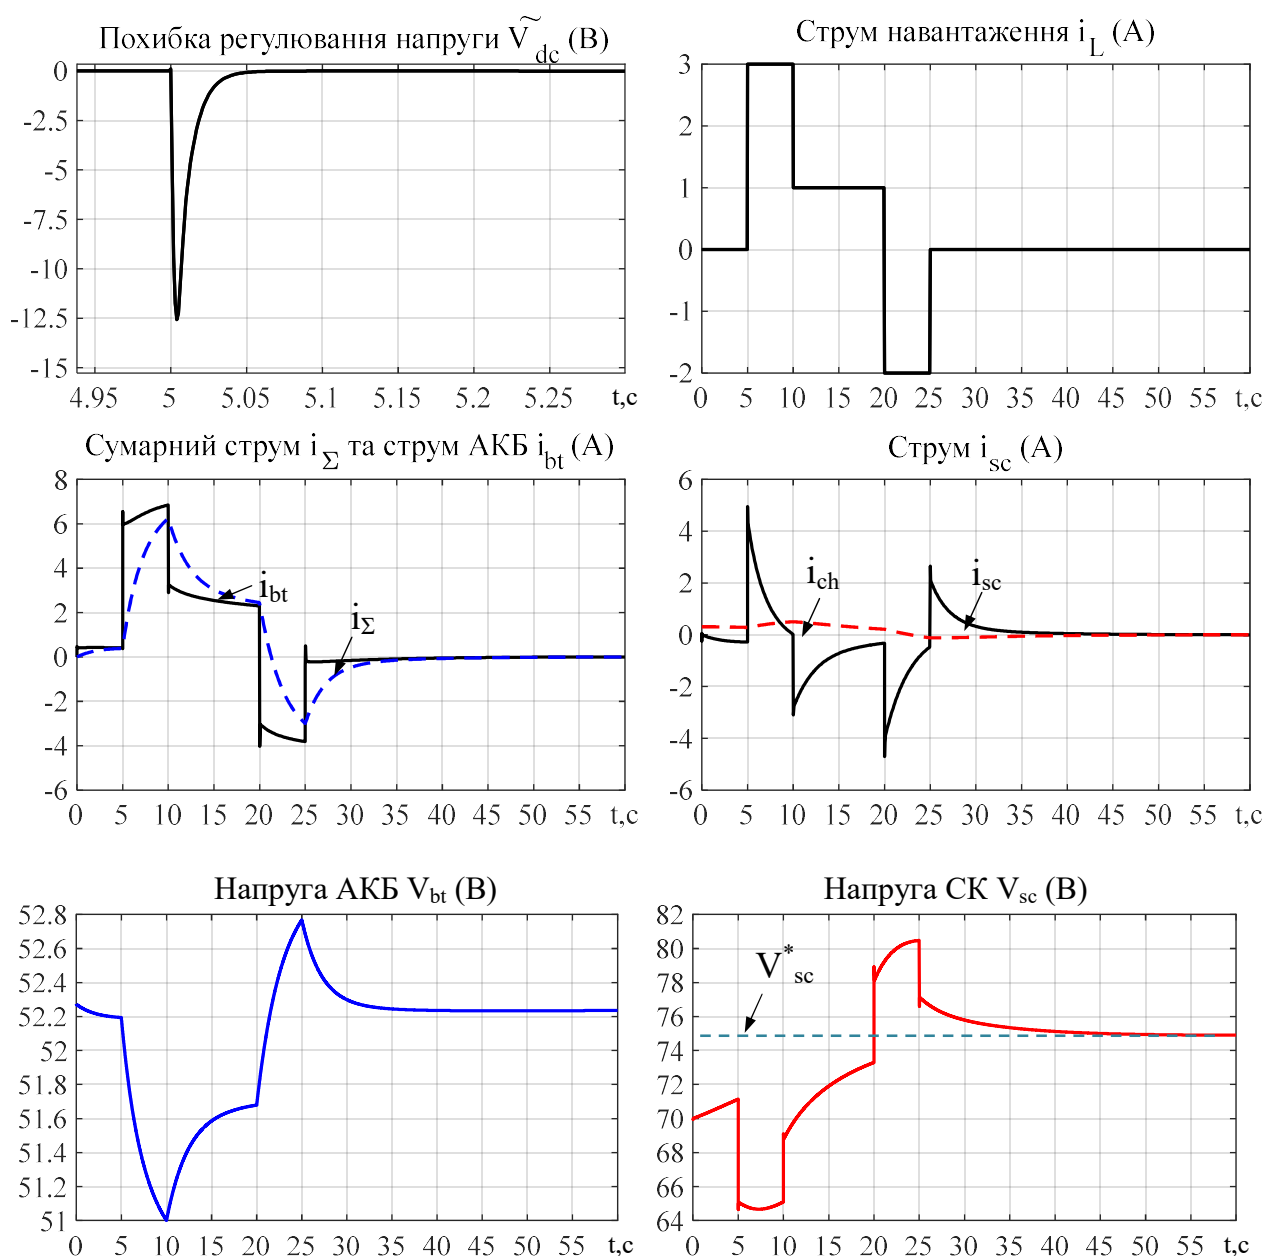 Похибка регулювання напруги Ṽdc (В)
0
-2.5
-5
-7.5
-10
-12.5
-15
4.95 5 5.05 5.1 5.15 5.2 5.25 t,c
Струм навантаження iL (А)
3
2
1
0
-1
-2
0 5 10 15 20 25 30 35 40 45 50 55 t,c
Сумарний струм iΣ та струм АКБ ibt (А)
8
6
4
2
0
-2
-4
-6
ibt
iΣ
0 5 10 15 20 25 30 35 40 45 50 55 t,c
Струм isc (А)
6
4
2
0
-2
-4
-6
ich
isc
0 5 10 15 20 25 30 35 40 45 50 55 t,c
Напруга АКБ Vbt (В)
52.8
52.6
52.4
52.2
52
51.8
51.6
51.4
51.2
51
0 5 10 15 20 25 30 35 40 45 50 55 t,c
Напруга СК Vsc (В)
82
80
78
76
74
72
70
68
66
64
V*sc
0 5 10 15 20 25 30 35 40 45 50 55 t,c